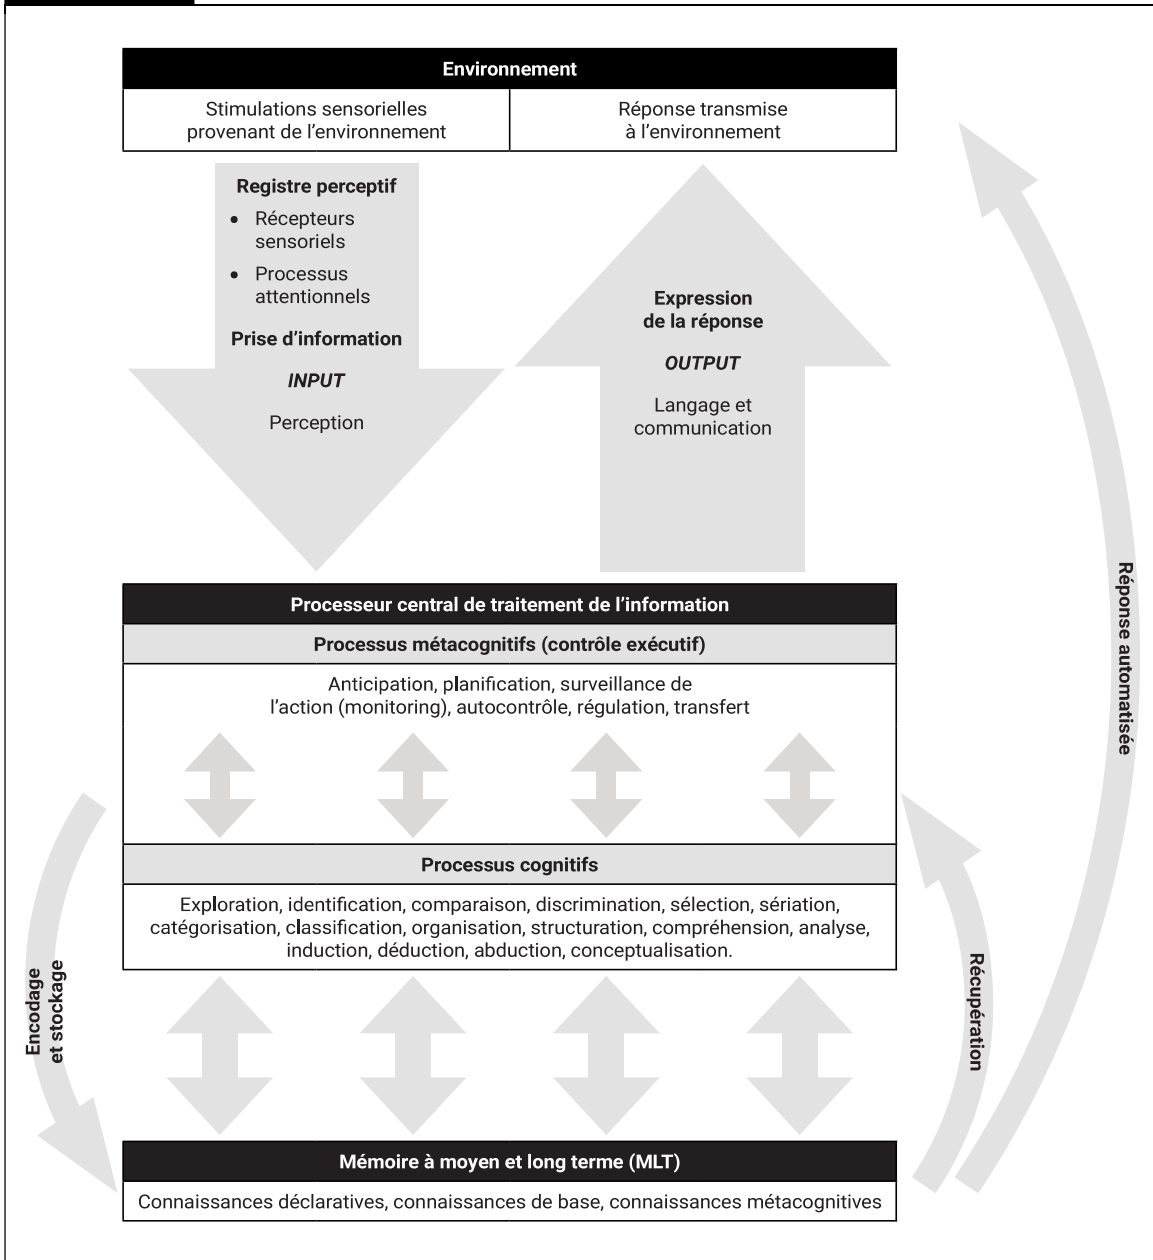 Environnement
Stimulations sensorielles
provenant de l'environnement
Réponse transmise
à l'environnement
Registre perceptif
• Récepteurs
sensoriels
• Processus
attentionnels
Prise d'information
INPUT
Perception
Expression
de la réponse
OUTPUT
Langage et
communication
Processeur central de traitement de l'information
Processus métacognitifs (contrôle exécutif)
Anticipation, planification, surveillance de
l'action (monitoring), autocontrôle, régulation, transfert
Processus cognitifs
Exploration, identification, comparaison, discrimination, sélection, sériation,
catégorisation, classification, organisation, structuration, compréhension, analyse,
induction, déduction, abduction, conceptualisation.
Encodage
et stockage
Récupération
Réponse automatisée
Mémoire à moyen et long terme (MLT)
Connaissances déclaratives, connaissances de base, connaissances métacognitives